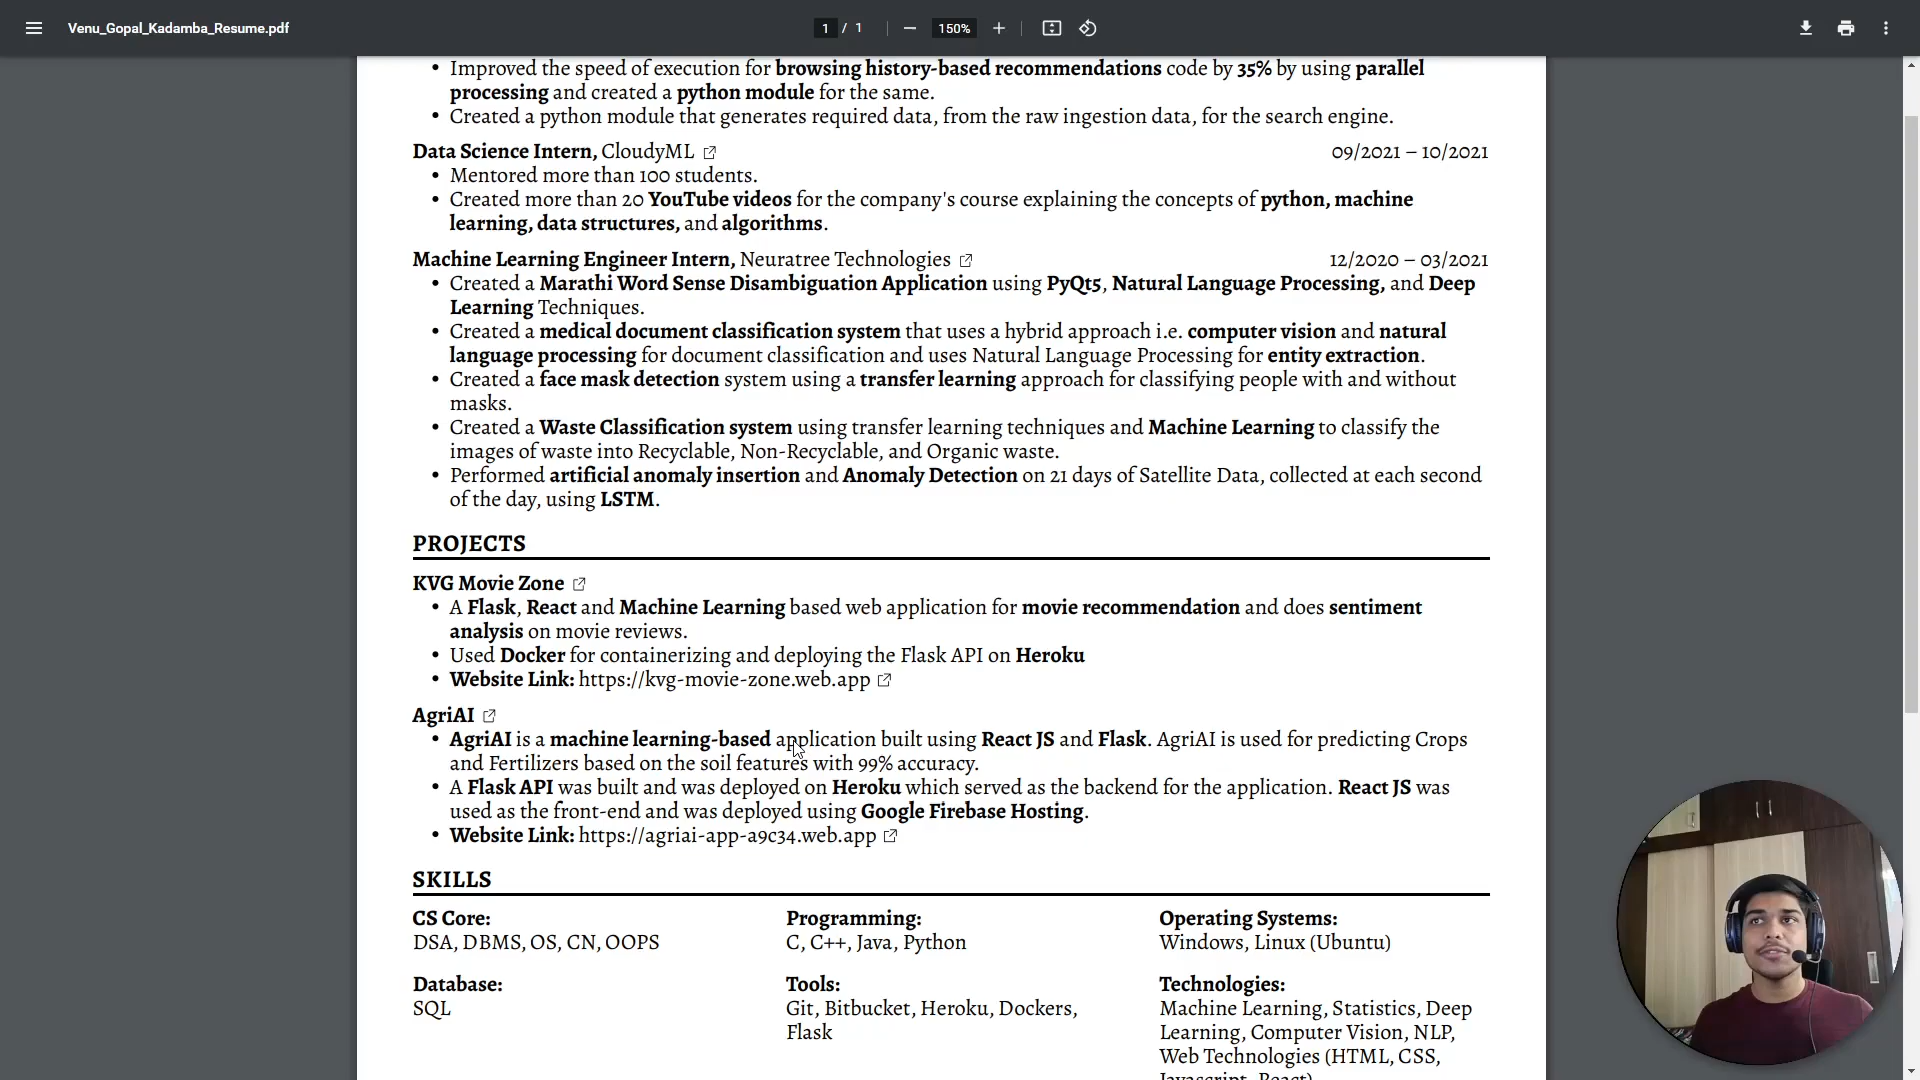 Venu_Gopal_Kadamba_Resume.pdf
1 / 1
150%
• Improved the speed of execution for browsing history-based recommendations code by 35% by using parallel
processing and created a python module for the same.
• Created a python module that generates required data, from the raw ingestion data, for the search engine.
Data Science Intern, CloudyML 09/2021 – 10/2021
• Mentored more than 100 students.
• Created more than 20 YouTube videos for the company's course explaining the concepts of python, machine
learning, data structures, and algorithms.
Machine Learning Engineer Intern, Neuratree Technologies 12/2020 – 03/2021
• Created a Marathi Word Sense Disambiguation Application using PyQt5, Natural Language Processing, and Deep
Learning Techniques.
• Created a medical document classification system that uses a hybrid approach i.e. computer vision and natural
language processing for document classification and uses Natural Language Processing for entity extraction.
• Created a face mask detection system using a transfer learning approach for classifying people with and without
masks.
• Created a Waste Classification system using transfer learning techniques and Machine Learning to classify the
images of waste into Recyclable, Non-Recyclable, and Organic waste.
• Performed artificial anomaly insertion and Anomaly Detection on 21 days of Satellite Data, collected at each second
of the day, using LSTM.
PROJECTS
KVG Movie Zone
• A Flask, React and Machine Learning based web application for movie recommendation and does sentiment
analysis on movie reviews.
• Used Docker for containerizing and deploying the Flask API on Heroku
• Website Link: https://kvg-movie-zone.web.app
AgriAI
• AgriAI is a machine learning-based application built using React JS and Flask. AgriAI is used for predicting Crops
and Fertilizers based on the soil features with 99% accuracy.
• A Flask API was built and was deployed on Heroku which served as the backend for the application. React JS was
used as the front-end and was deployed using Google Firebase Hosting.
• Website Link: https://agriai-app-a9c34.web.app
SKILLS
CS Core:
DSA, DBMS, OS, CN, OOPS
Programming:
C, C++, Java, Python
Operating Systems:
Windows, Linux (Ubuntu)
Database:
SQL
Tools:
Git, Bitbucket, Heroku, Dockers,
Flask
Technologies:
Machine Learning, Statistics, Deep
Learning, Computer Vision, NLP,
Web Technologies (HTML, CSS,
Javascript, React)